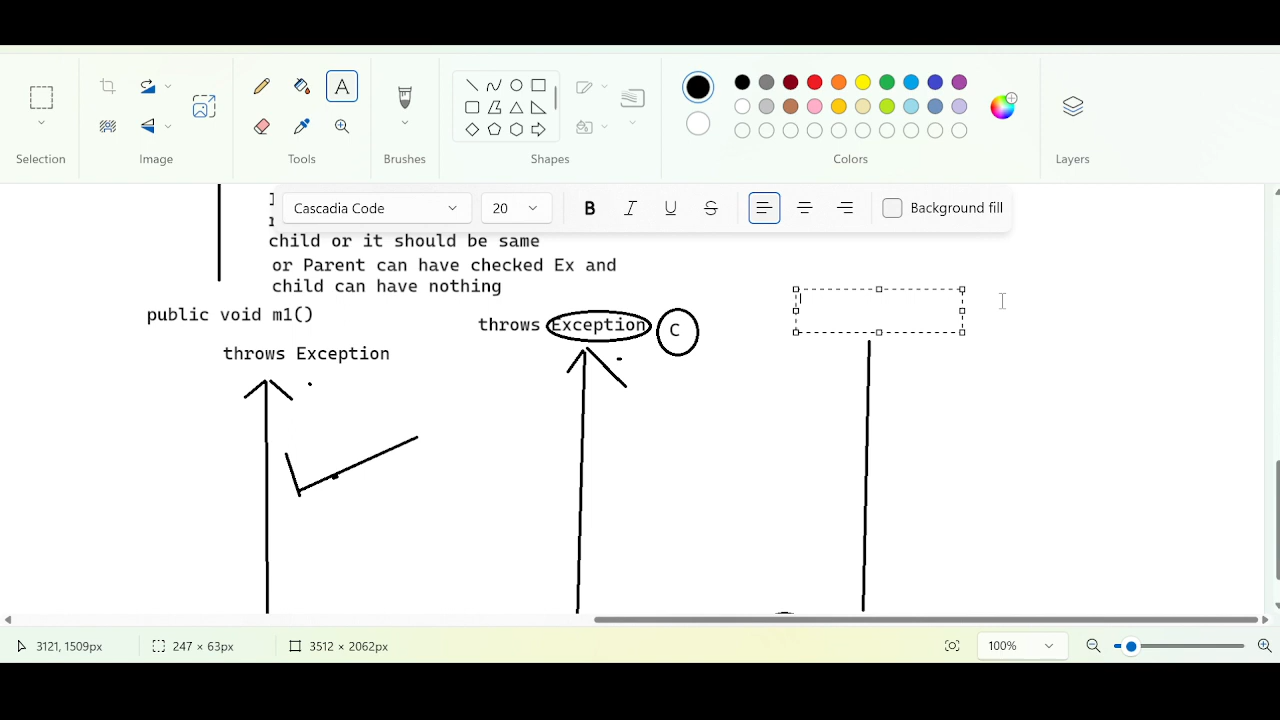 Selection
Image
Tools
Brushes
Shapes
Colors
Layers
Cascadia Code
20
B I U S
Background fill
child or it should be same
or Parent can have checked Ex and
child can have nothing
public void m1()
throws Exception
throws Exception C
3121, 1509px
247 × 63px
3512 × 2062px
100%